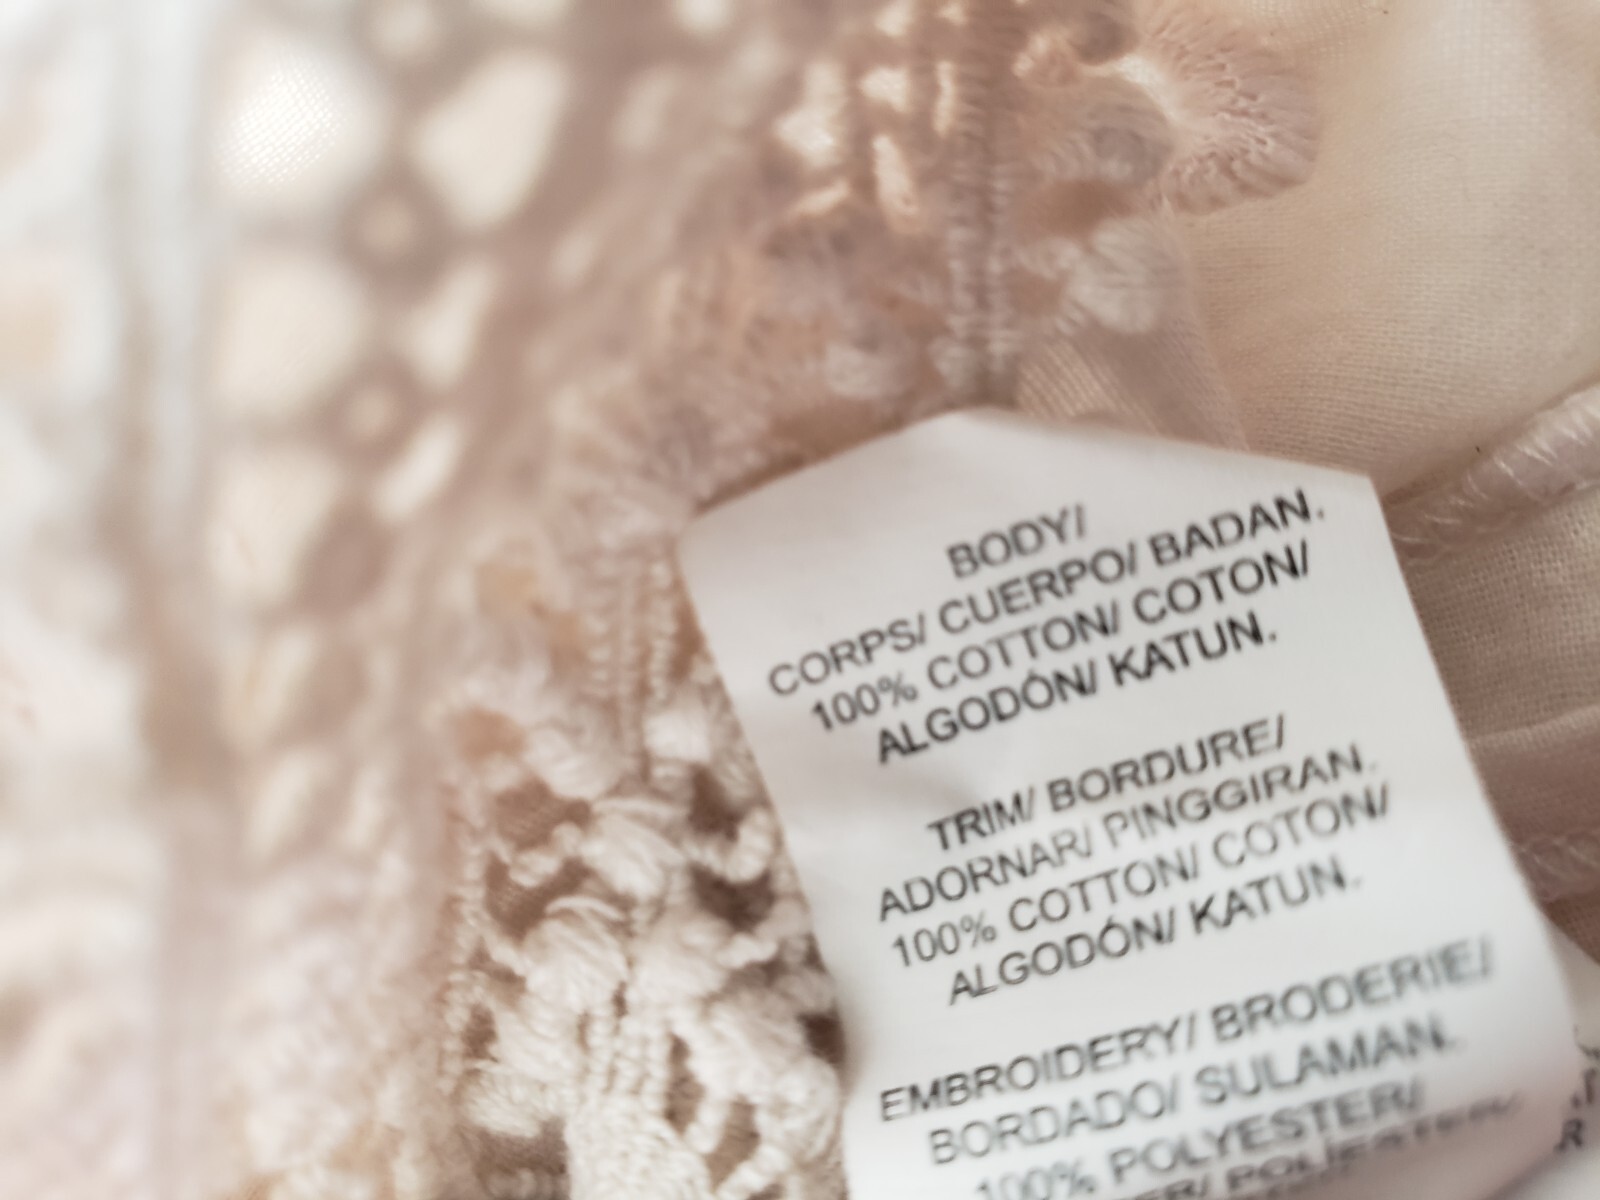 BODY/
CORPS/ CUERPO/ BADAN.
100% COTTON/ COTON/
ALGODÓN/ KATUN.
TRIM/ BORDURE/
ADORNAR/ PINGGIRAN.
100% COTTON/ COTON/
ALGODÓN/ KATUN.
EMBROIDERY/ BRODERIE/
BORDADO/ SULAMAN.
100% POLYESTER/